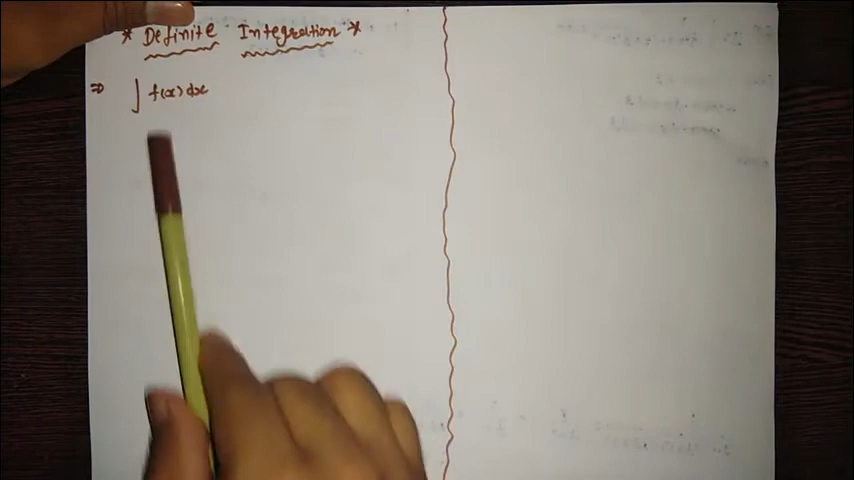 * Definite Integration *
⇒ ∫ f(x) dx